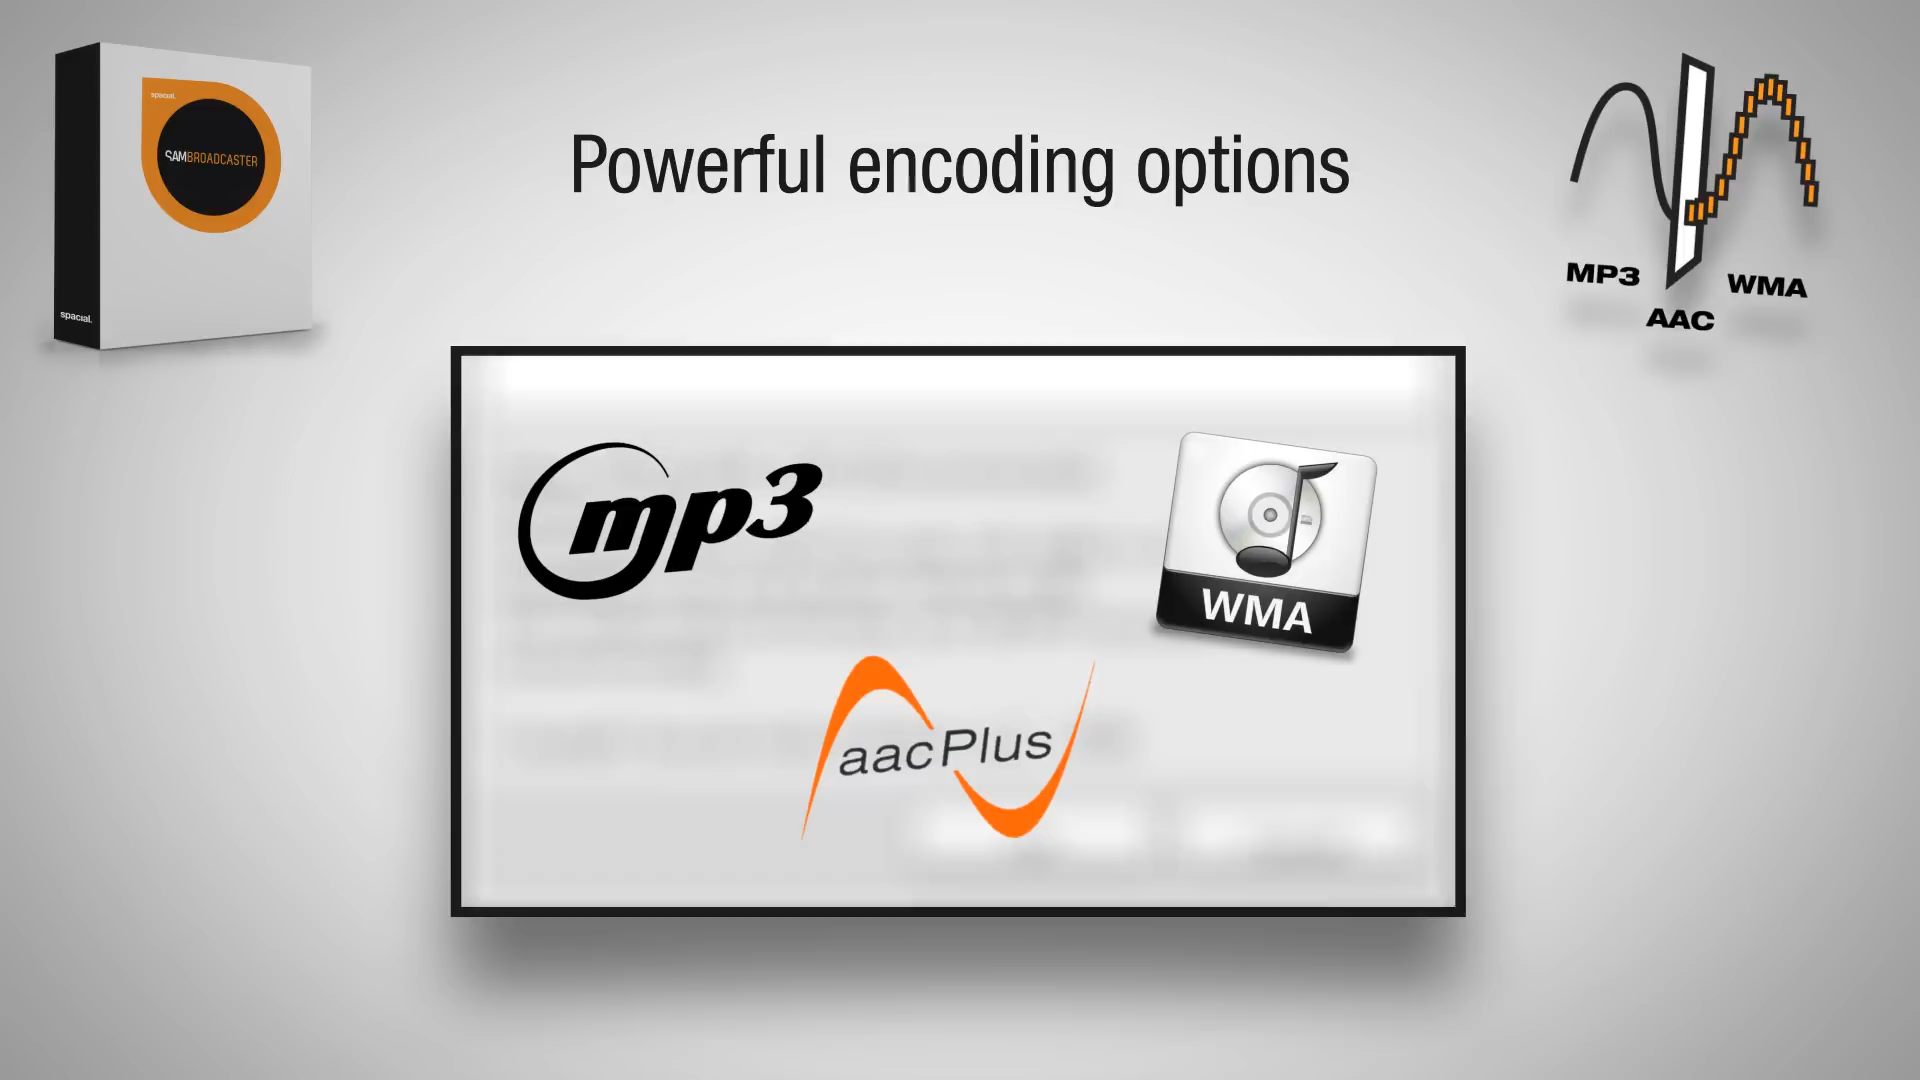 spacial.
SAMBROADCASTER
spacial.
Powerful encoding options
MP3
WMA
AAC
mp3
WMA
aacPlus